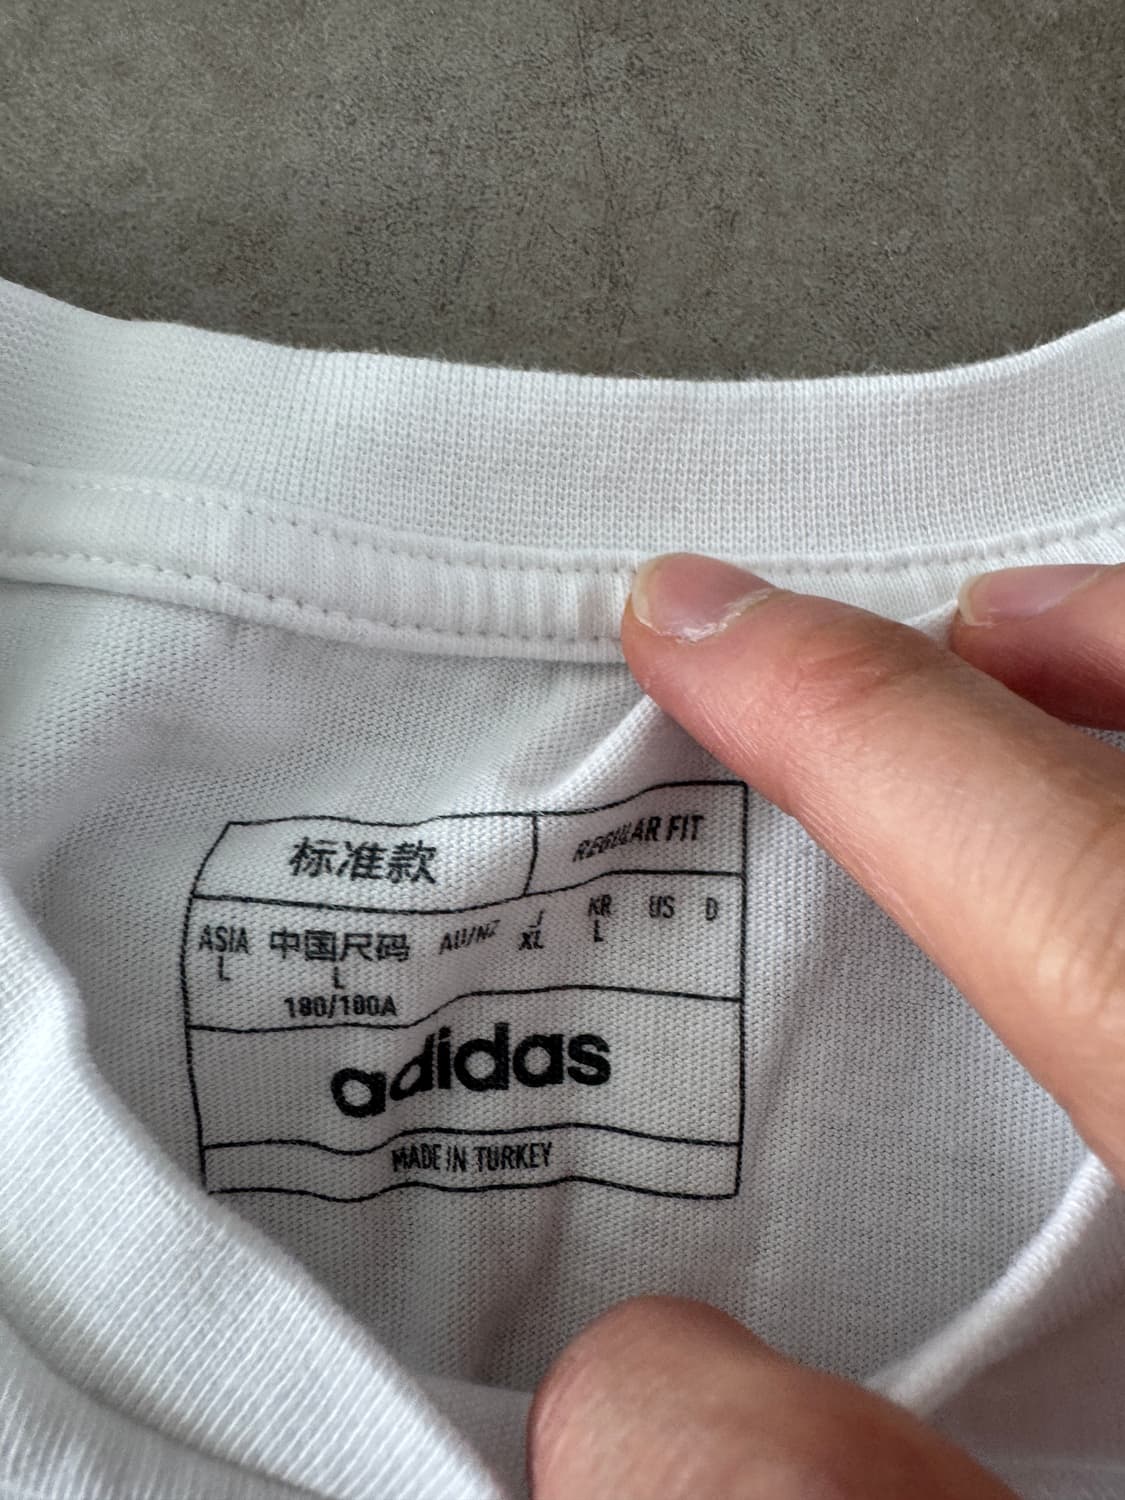 标准款 REGULAR FIT
ASIA 中国尺码 AU/NZ J KR US D
L L XL L
180/100A
adidas
MADE IN TURKEY